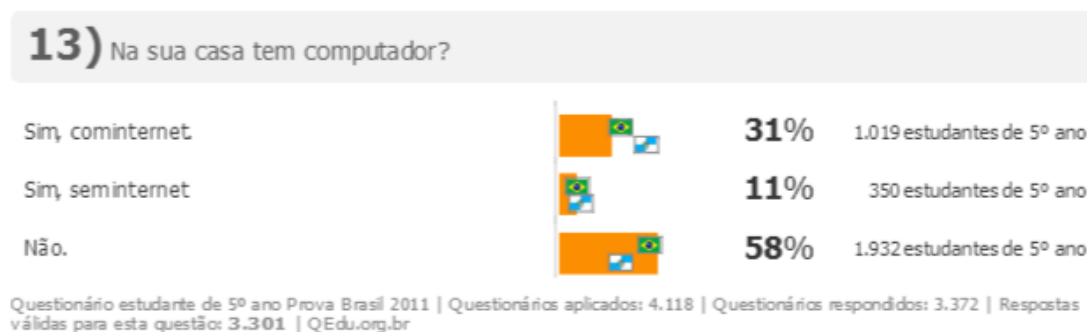 13) Na sua casa tem computador?
Sim, cominternet. 31% 1.019 estudantes de 5º ano
Sim, seminternet 11% 350 estudantes de 5º ano
Não. 58% 1.932 estudantes de 5º ano
Questionário estudante de 5º ano Prova Brasil 2011 | Questionários aplicados: 4.118 | Questionários respondidos: 3.372 | Respostas
válidas para esta questão: 3.301 | QEdu.org.br